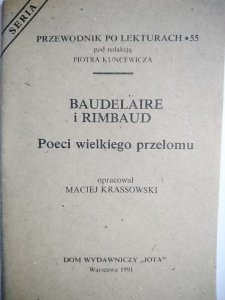 SERIA
PRZEWODNIK PO LEKTURACH • 55
pod redakcją
PIOTRA KUNCEWICZA
BAUDELAIRE
i RIMBAUD
Poeci wielkiego przełomu
opracował
MACIEJ KRASSOWSKI
DOM WYDAWNICZY „JOTA”
Warszawa 1991